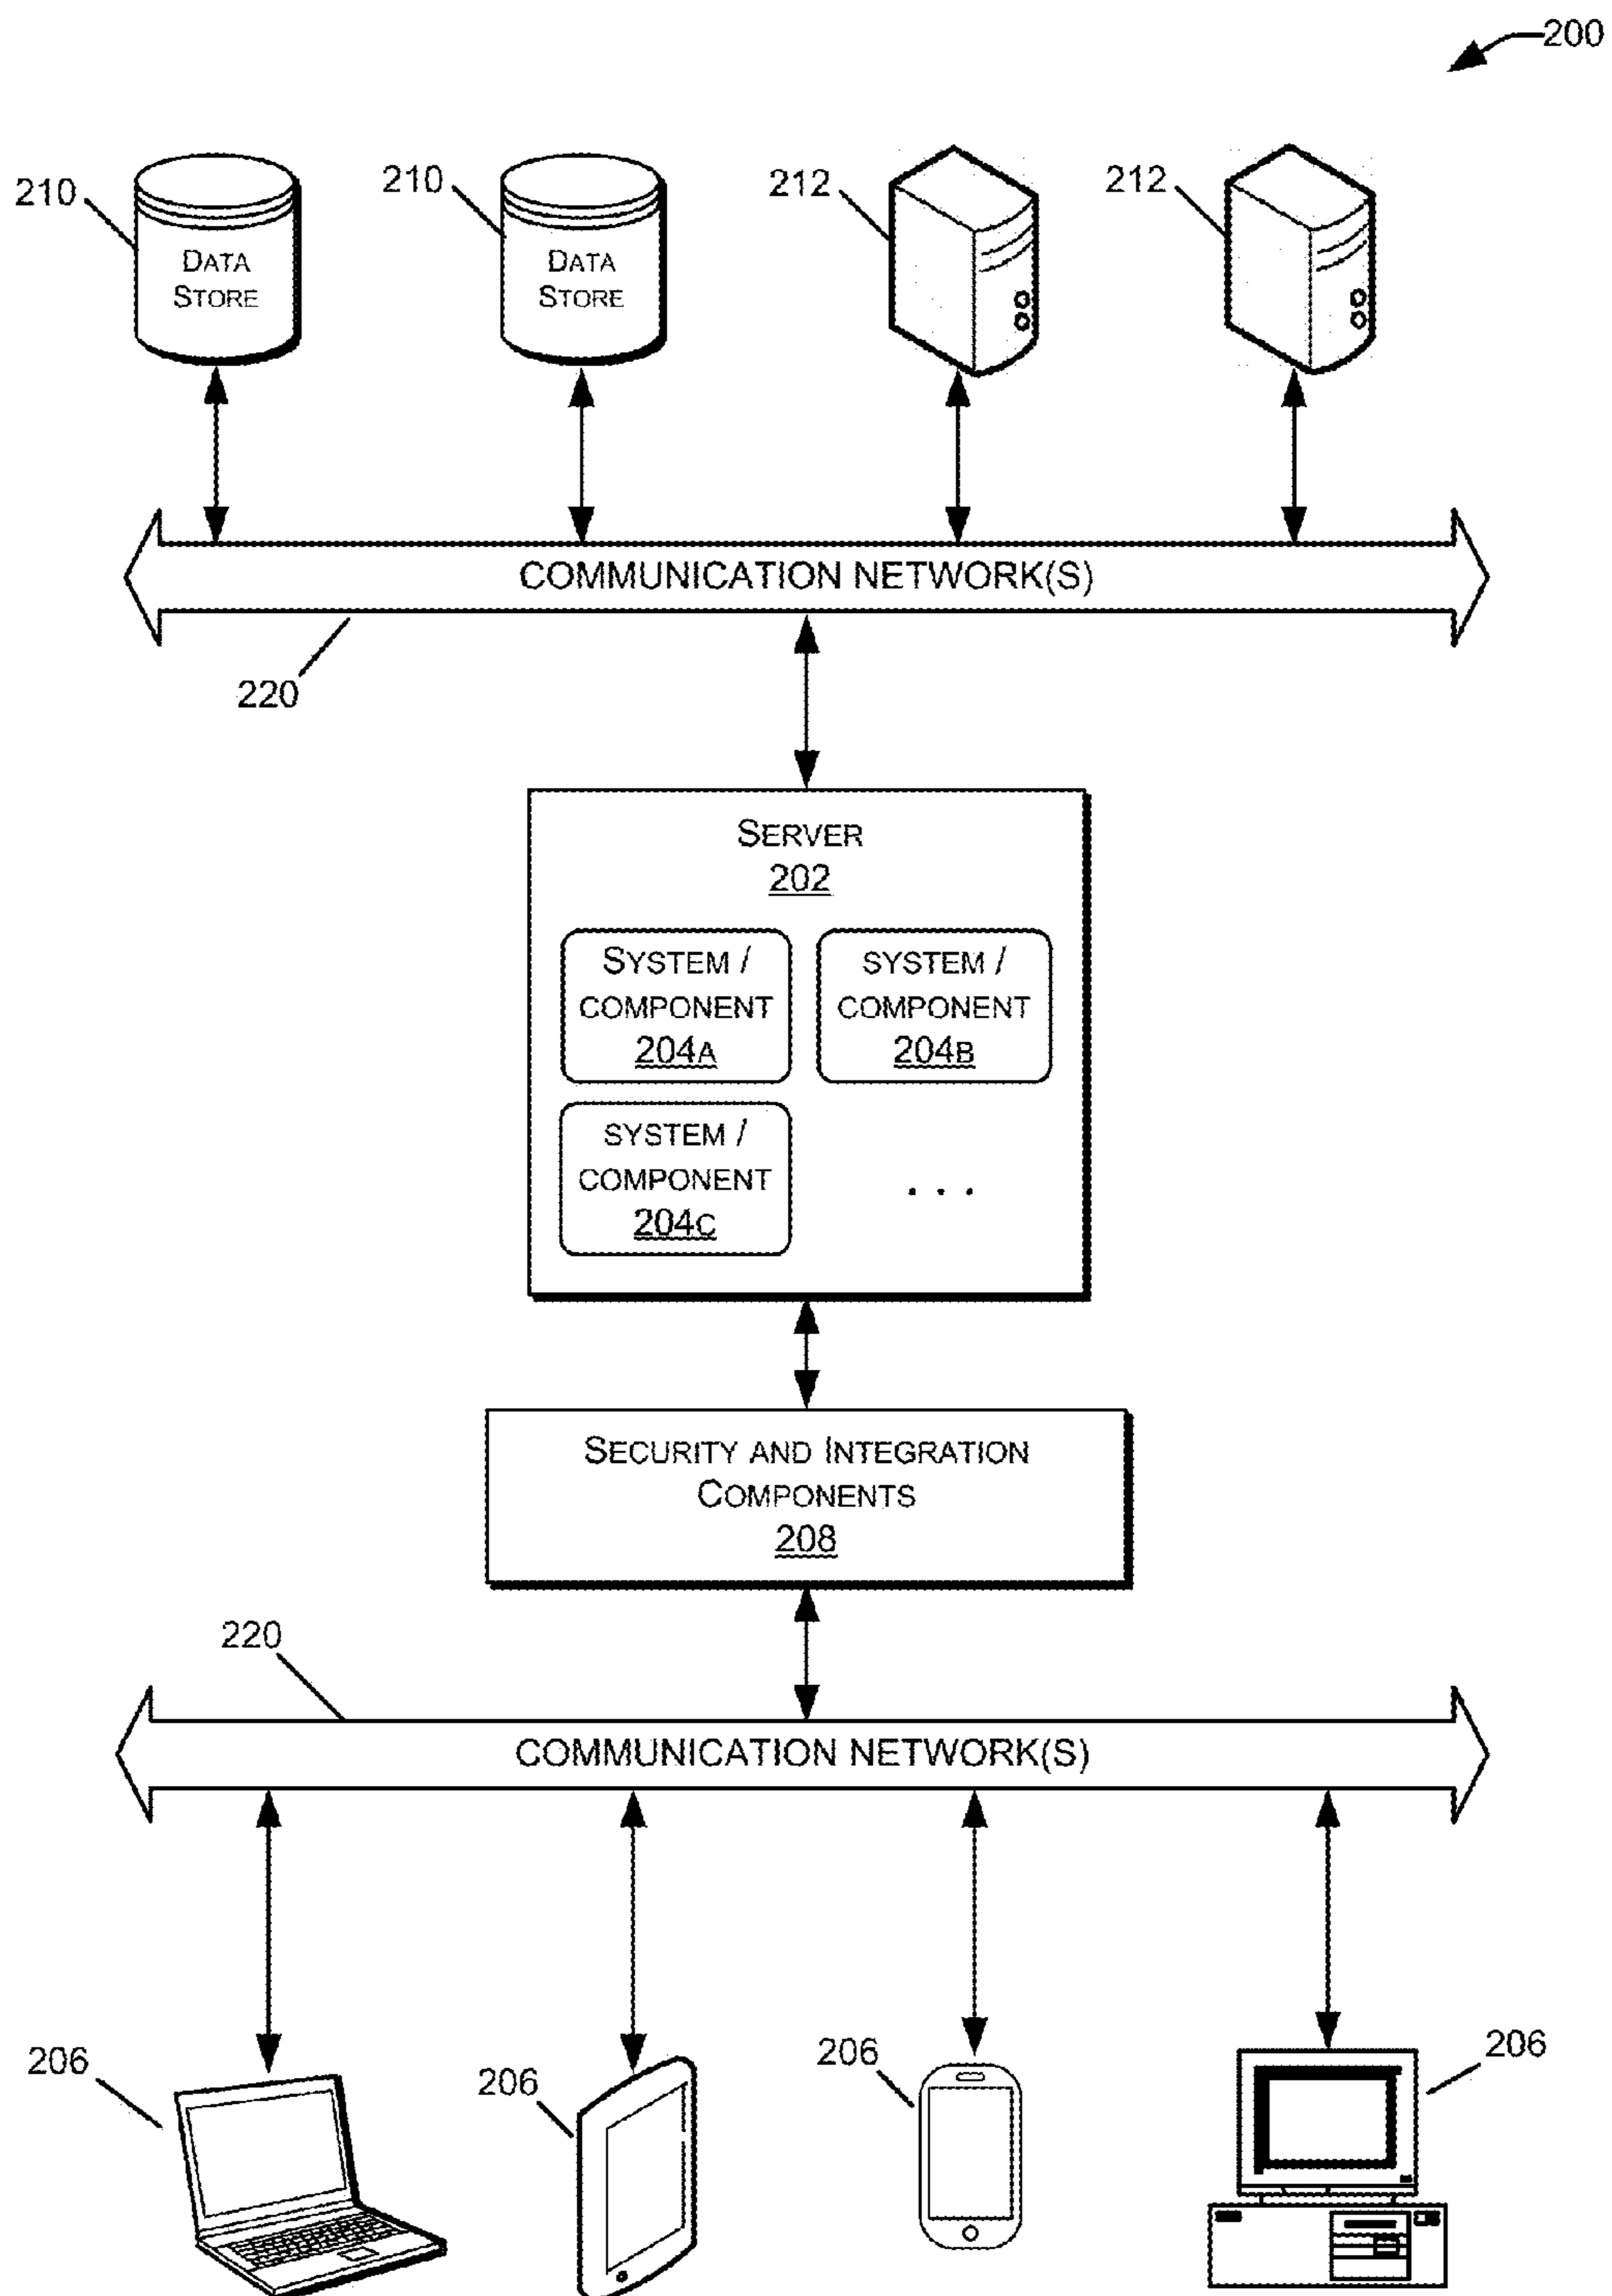 200
210
210
212
212
DATA
STORE
DATA
STORE
COMMUNICATION NETWORK(S)
220
SERVER
202
SYSTEM /
COMPONENT
204A
SYSTEM /
COMPONENT
204B
SYSTEM /
COMPONENT
204C
. . .
SECURITY AND INTEGRATION
COMPONENTS
208
220
COMMUNICATION NETWORK(S)
206
206
206
206